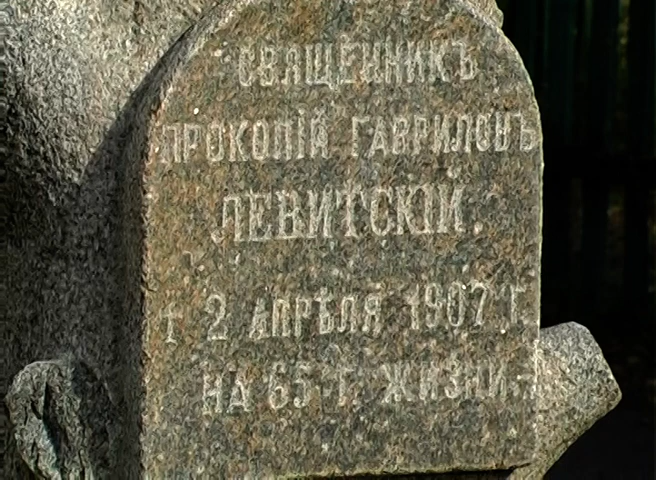 СВЯЩЕННИКЪ
ПРОКОПІЙ ГАВРИЛОВЪ
ЛЕВИТСКІЙ.
† 2 АПРѢЛЯ 1907 Г.
НА 65 Г. ЖИЗНИ.